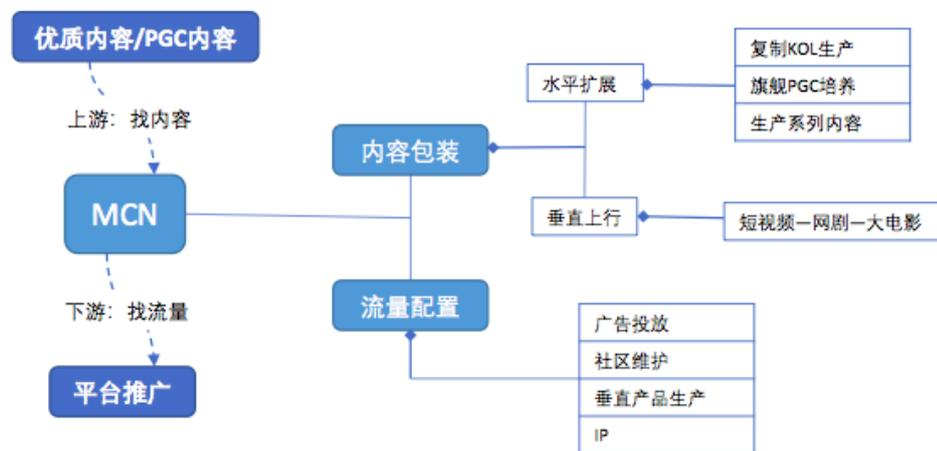 优质内容/PGC内容
上游：找内容
MCN
下游：找流量
平台推广
内容包装
流量配置
水平扩展
复制KOL生产
旗舰PGC培养
生产系列内容
垂直上行
短视频—网剧—大电影
广告投放
社区维护
垂直产品生产
IP